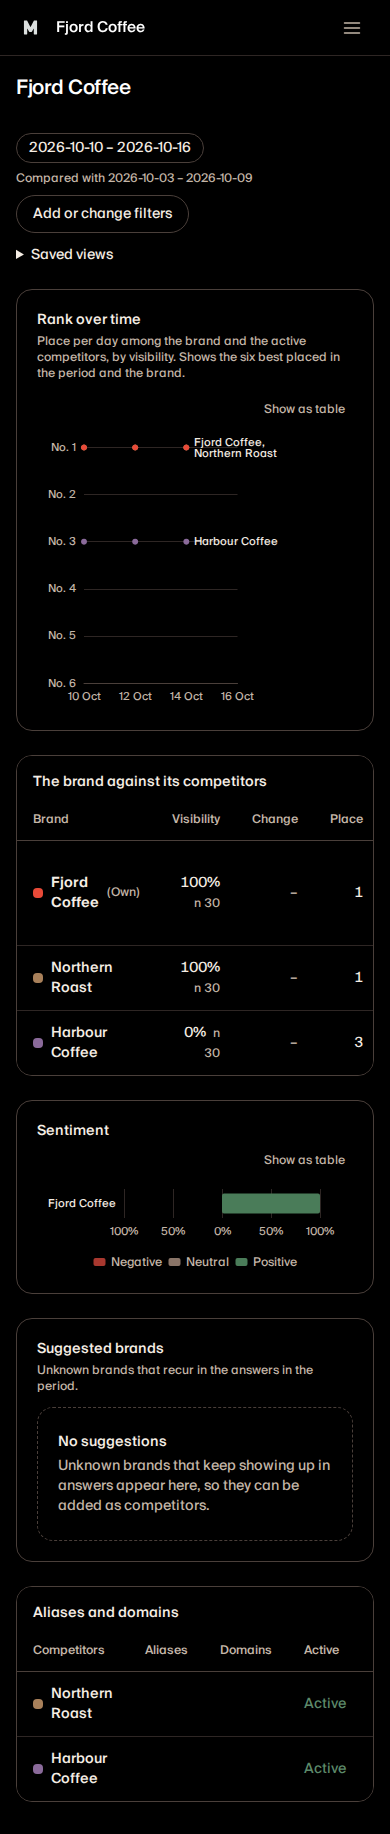 M Fjord Coffee
Fjord Coffee
2026-10-10 – 2026-10-16
Compared with 2026-10-03 – 2026-10-09
Add or change filters
Saved views
Rank over time
Place per day among the brand and the active
competitors, by visibility. Shows the six best placed in
the period and the brand.
Show as table
No. 1
Fjord Coffee,
Northern Roast
No. 2
No. 3
Harbour Coffee
No. 4
No. 5
No. 6
10 Oct 12 Oct 14 Oct 16 Oct
The brand against its competitors
Brand Visibility Change Place
Fjord
Coffee
(Own)
100%
n 30
–
1
Northern
Roast
100%
n 30
–
1
Harbour
Coffee
0% n
30
–
3
Sentiment
Show as table
Fjord Coffee
100% 50% 0% 50% 100%
Negative Neutral Positive
Suggested brands
Unknown brands that recur in the answers in the
period.
No suggestions
Unknown brands that keep showing up in
answers appear here, so they can be
added as competitors.
Aliases and domains
Competitors Aliases Domains Active
Northern
Roast
Active
Harbour
Coffee
Active